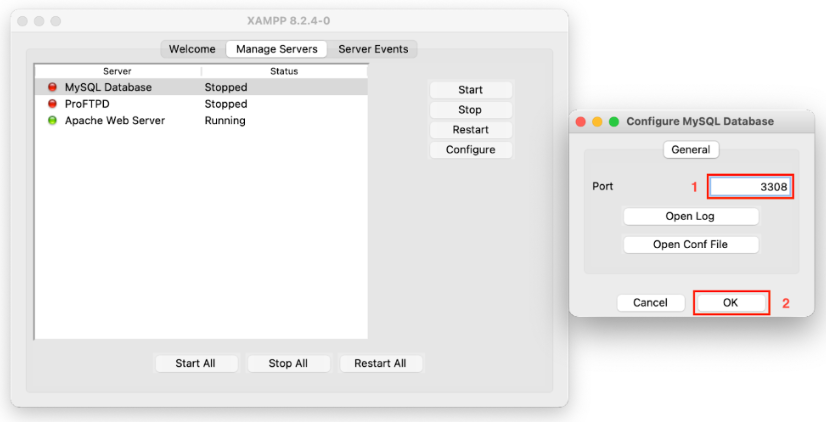 XAMPP 8.2.4-0
Welcome Manage Servers Server Events
Server Status
MySQL Database Stopped
ProFTPD Stopped
Apache Web Server Running
Start
Stop
Restart
Configure
Start All Stop All Restart All
Configure MySQL Database
General
Port 1 3308
Open Log
Open Conf File
Cancel OK 2